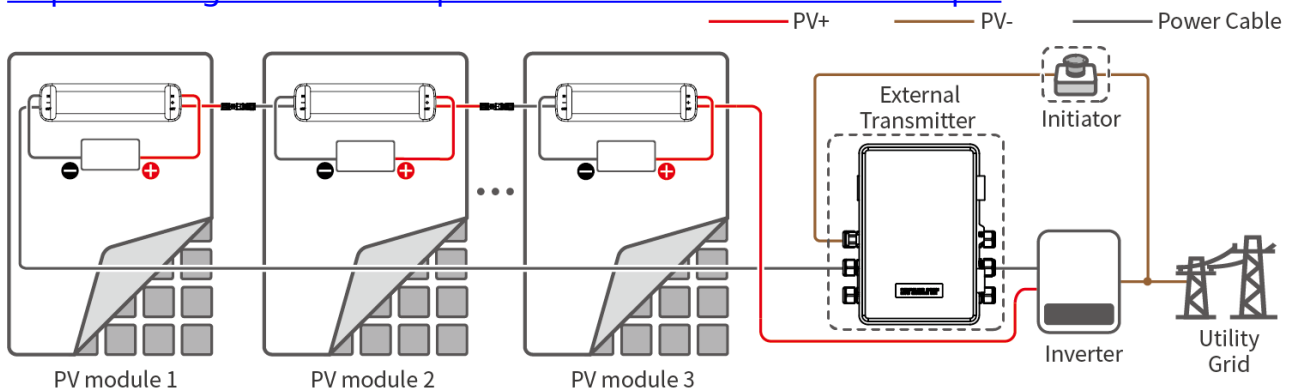 PV+
PV-
Power Cable
External
Transmitter
Initiator
Inverter
Utility
Grid
PV module 1
PV module 2
PV module 3